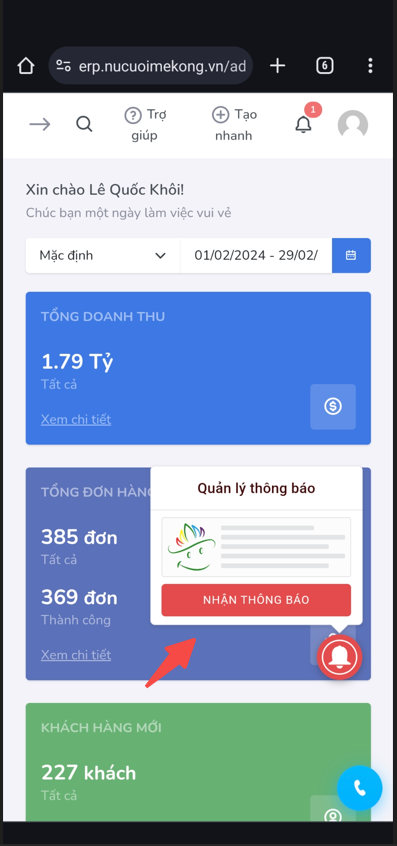 erp.nucuoimekong.vn/ad
6
Trợ
giúp
Tạo
nhanh
1
Xin chào Lê Quốc Khôi!
Chúc bạn một ngày làm việc vui vẻ
Mặc định
01/02/2024 - 29/02/
TỔNG DOANH THU
1.79 Tỷ
Tất cả
Xem chi tiết
TỔNG ĐƠN HÀNG
Quản lý thông báo
385 đơn
Tất cả
369 đơn
NHẬN THÔNG BÁO
Thành công
Xem chi tiết
KHÁCH HÀNG MỚI
227 khách
Tất cả